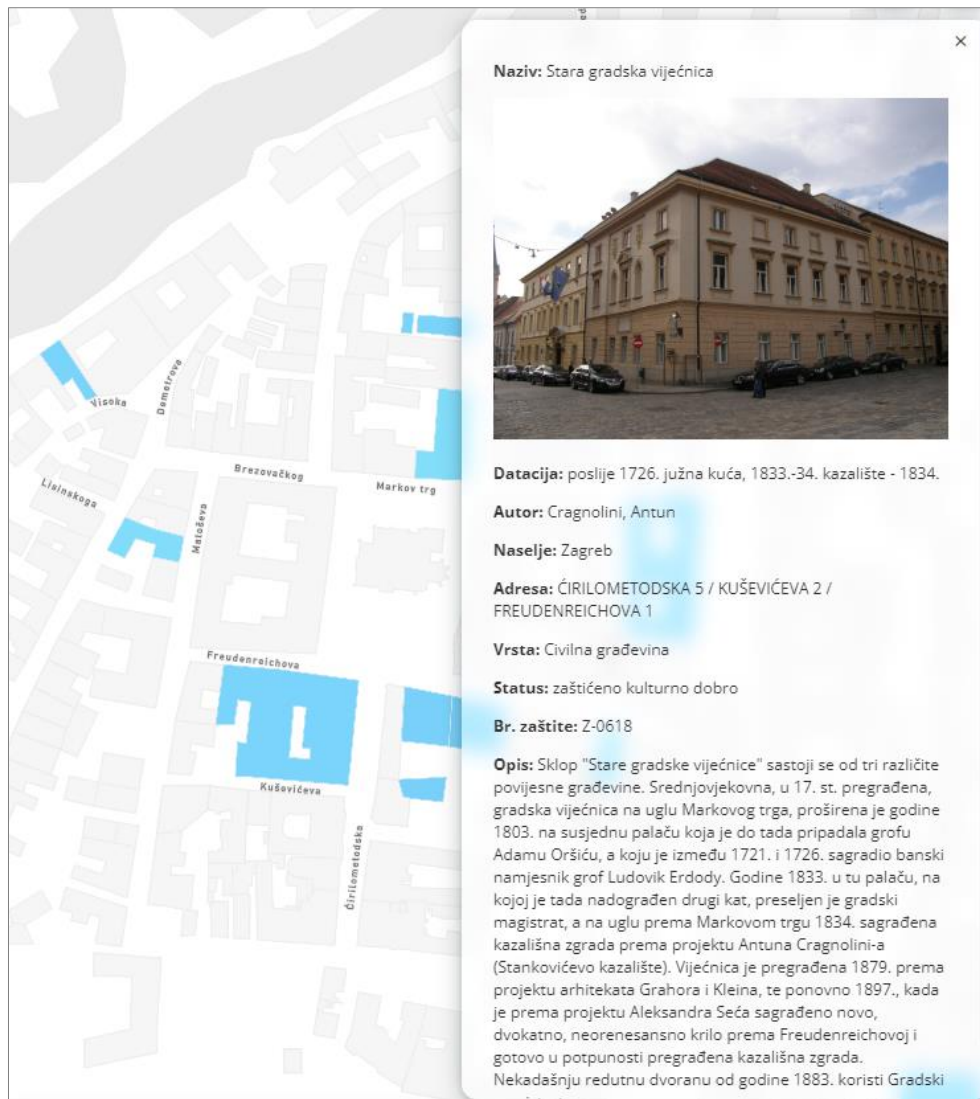 ×
Naziv: Stara gradska vijećnica
Datacija: poslije 1726. južna kuća, 1833.-34. kazalište - 1834.
Autor: Cragnolini, Antun
Naselje: Zagreb
Adresa: ĆIRILOMETODSKA 5 / KUŠEVIĆEVA 2 /
FREUDENREICHOVA 1
Vrsta: Civilna građevina
Status: zaštićeno kulturno dobro
Br. zaštite: Z-0618
Opis: Sklop "Stare gradske vijećnice" sastoji se od tri različite
povijesne građevine. Srednjovjekovna, u 17. st. pregrađena,
gradska vijećnica na uglu Markovog trga, proširena je godine
1803. na susjednu palaču koja je do tada pripadala grofu
Adamu Oršiću, a koju je između 1721. i 1726. sagradio banski
namjesnik grof Ludovik Erdody. Godine 1833. u tu palaču, na
kojoj je tada nadograđen drugi kat, preseljen je gradski
magistrat, a na uglu prema Markovom trgu 1834. sagrađena
kazališna zgrada prema projektu Antuna Cragnolini-a
(Stankovićevo kazalište). Vijećnica je pregrađena 1879. prema
projektu arhitekata Grahora i Kleina, te ponovno 1897., kada
je prema projektu Aleksandra Seća sagrađeno novo,
dvokatno, neorenesansno krilo prema Freudenreichovoj i
gotovo u potpunosti pregrađena kazališna zgrada.
Nekadašnju redutnu dvoranu od godine 1883. koristi Gradski
Visoka
Demetrova
Brezovačkog
Markov trg
Lisinskoga
Matoševa
Freudenreichova
Kuševićeva
Ćirilometodska